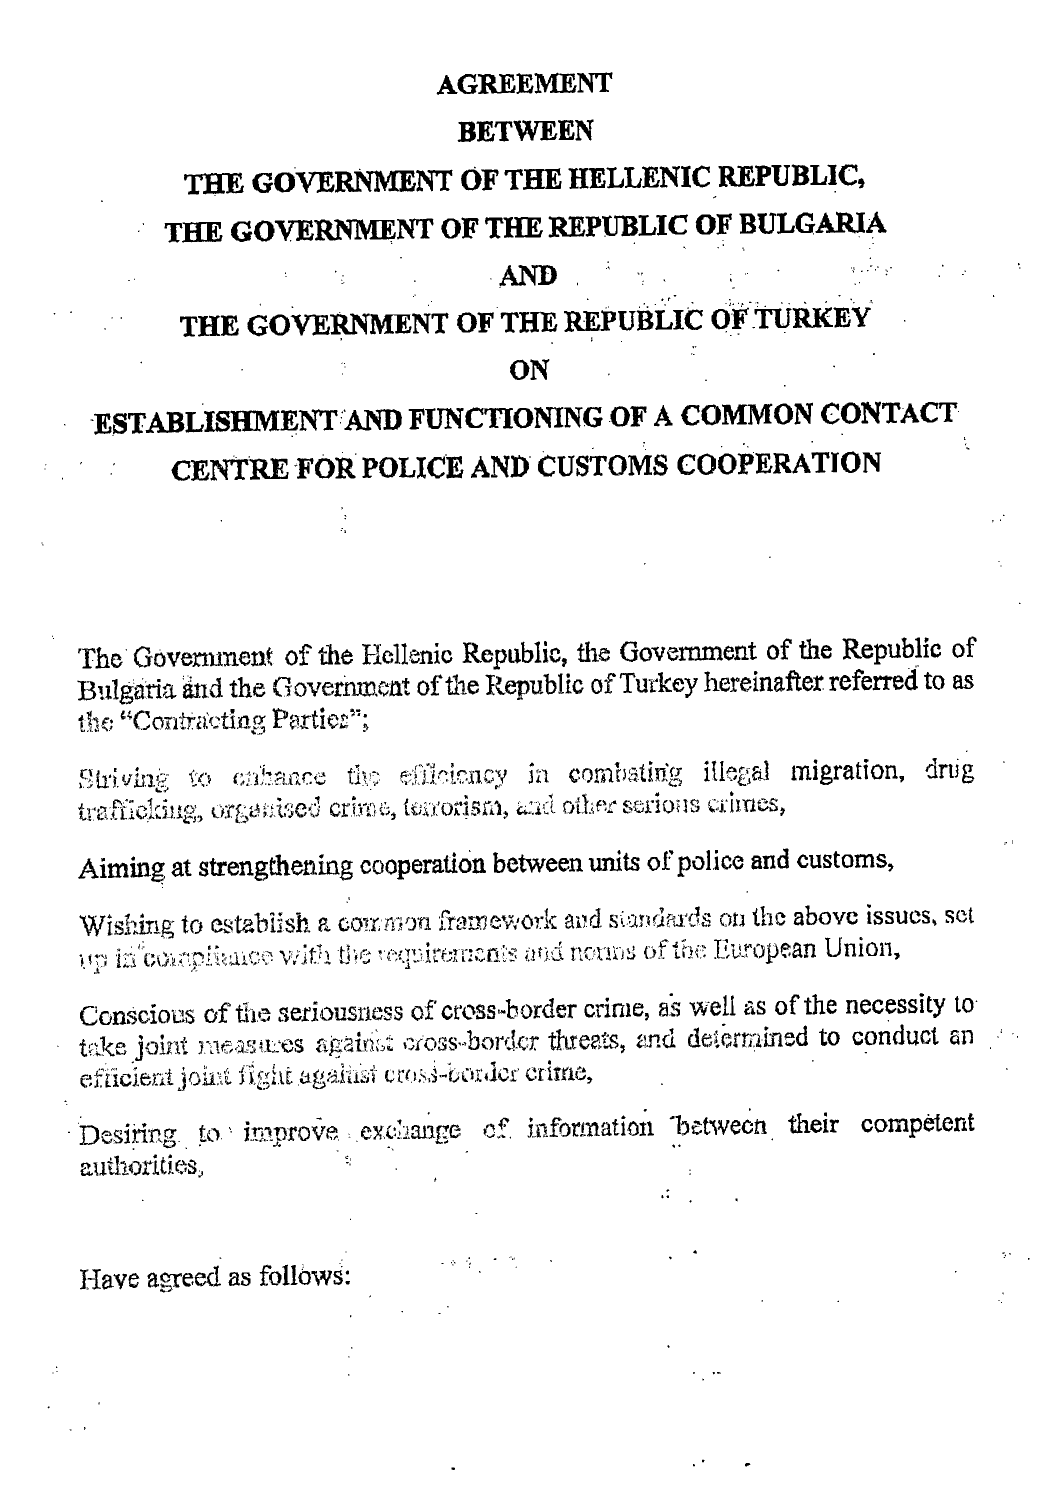 AGREEMENT
BETWEEN
THE GOVERNMENT OF THE HELLENIC REPUBLIC,
THE GOVERNMENT OF THE REPUBLIC OF BULGARIA
AND
THE GOVERNMENT OF THE REPUBLIC OF TURKEY
ON
ESTABLISHMENT AND FUNCTIONING OF A COMMON CONTACT
CENTRE FOR POLICE AND CUSTOMS COOPERATION
The Government of the Hellenic Republic, the Government of the Republic of
Bulgaria and the Government of the Republic of Turkey hereinafter referred to as
the “Contracting Parties”;
Striving to enhance the efficiency in combating illegal migration, drug
trafficking, organised crime, terrorism, and other serious crimes,
Aiming at strengthening cooperation between units of police and customs,
Wishing to establish a common framework and standards on the above issues, set
up in compliance with the requirements and norms of the European Union,
Conscious of the seriousness of cross-border crime, as well as of the necessity to
take joint measures against cross-border threats, and determined to conduct an
efficient joint fight against cross-border crime,
Desiring to improve exchange of information between their competent
authorities,
Have agreed as follows: